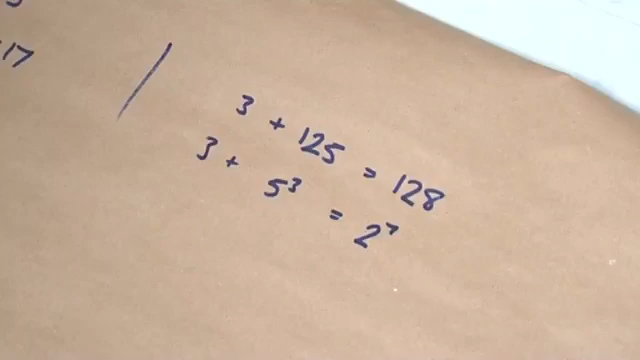 17
3 + 125 = 128
3 + 5³ = 2⁷